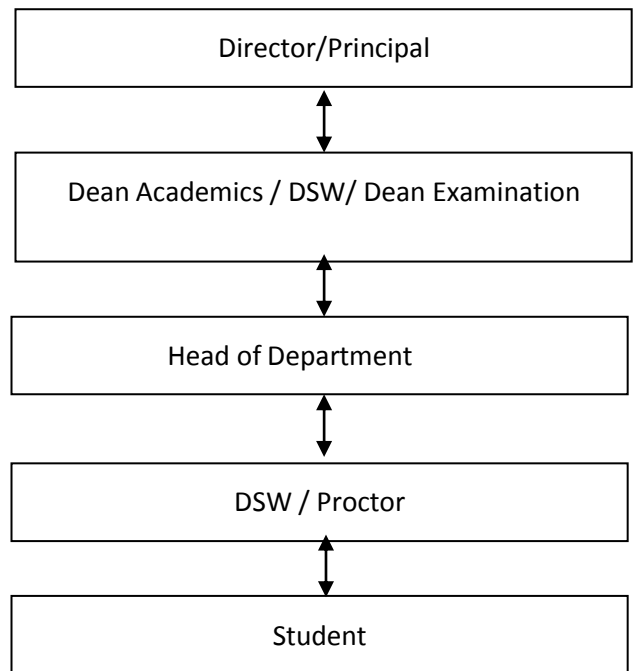 Director/Principal
Dean Academics / DSW/ Dean Examination
Head of Department
DSW / Proctor
Student